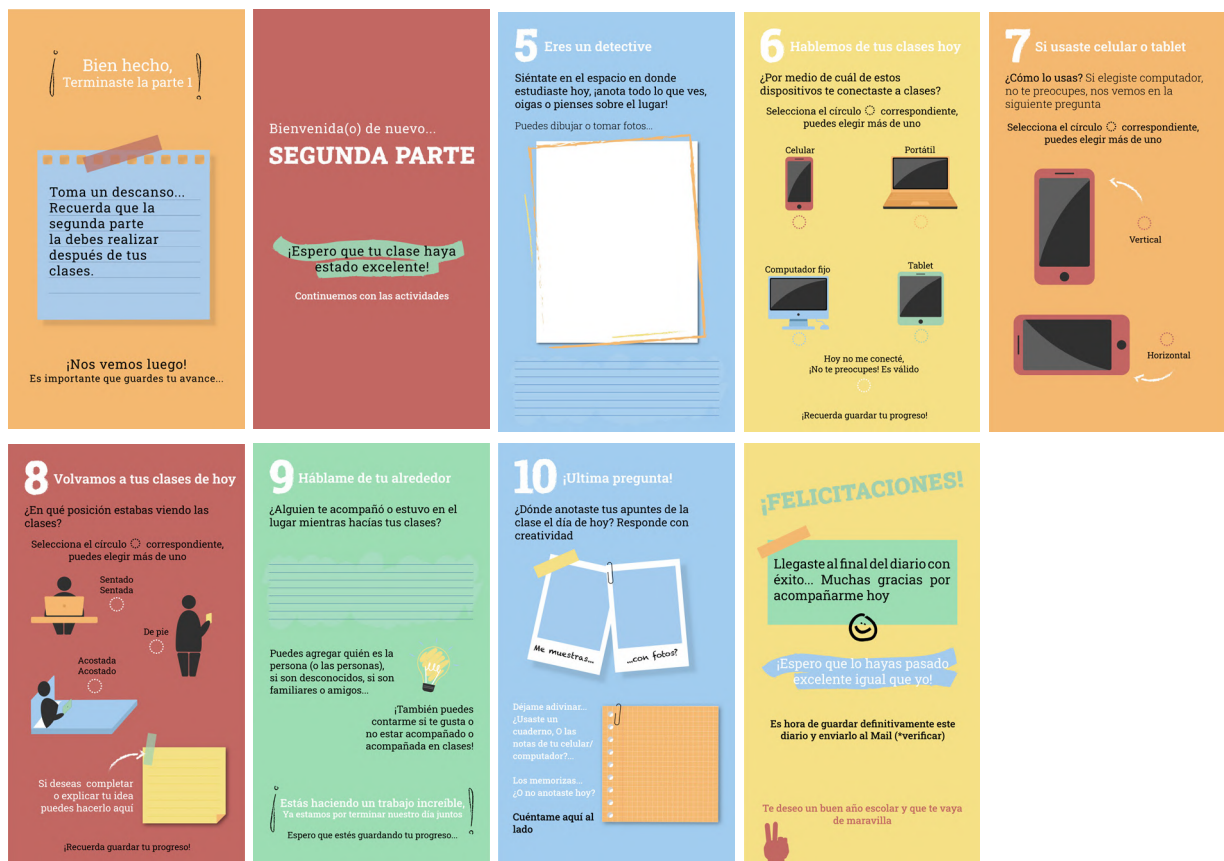 Bien hecho,
Terminaste la parte 1
Toma un descanso...
Recuerda que la
segunda parte
la debes realizar
después de tus
clases.
¡Nos vemos luego!
Es importante que guardes tu avance...
Bienvenida(o) de nuevo...
SEGUNDA PARTE
¡Espero que tu clase haya
estado excelente!
Continuemos con las actividades
5 Eres un detective
Siéntate en el espacio en donde
estudiaste hoy, ¡anota todo lo que ves,
oigas o pienses sobre el lugar!
Puedes dibujar o tomar fotos...
6 Hablemos de tus clases hoy
¿Por medio de cuál de estos
dispositivos te conectaste a clases?
Selecciona el círculo correspondiente,
puedes elegir más de uno
Celular
Portátil
Computador fijo
Tablet
Hoy no me conecté,
¡No te preocupes! Es válido
¡Recuerda guardar tu progreso!
7 Si usaste celular o tablet
¿Cómo lo usas? Si elegiste computador,
no te preocupes, nos vemos en la
siguiente pregunta
Selecciona el círculo correspondiente,
puedes elegir más de uno
Vertical
Horizontal
8 Volvamos a tus clases de hoy
¿En qué posición estabas viendo las
clases?
Selecciona el círculo correspondiente,
puedes elegir más de uno
Sentado
Sentada
De pie
Acostada
Acostado
Si deseas completar
o explicar tu idea
puedes hacerlo aquí
¡Recuerda guardar tu progreso!
9 Háblame de tu alrededor
¿Alguien te acompañó o estuvo en el
lugar mientras hacías tus clases?
Puedes agregar quién es la
persona (o las personas),
si son desconocidos, si son
familiares o amigos...
¡También puedes
contarme si te gusta o
no estar acompañado o
acompañada en clases!
Estás haciendo un trabajo increíble,
Ya estamos por terminar nuestro día juntos
Espero que estés guardando tu progreso...
10 ¡Ultima pregunta!
¿Dónde anotaste tus apuntes de la
clase el día de hoy? Responde con
creatividad
Me muestras...
...con fotos?
Déjame adivinar...
¿Usaste un
cuaderno, O las
notas de tu celular/
computador?...
Los memorizas...
¿O no anotaste hoy?
Cuéntame aquí al
lado
¡FELICITACIONES!
Llegaste al final del diario con
éxito... Muchas gracias por
acompañarme hoy
¡Espero que lo hayas pasado
excelente igual que yo!
Es hora de guardar definitivamente este
diario y enviarlo al Mail (*verificar)
Te deseo un buen año escolar y que te vaya
de maravilla